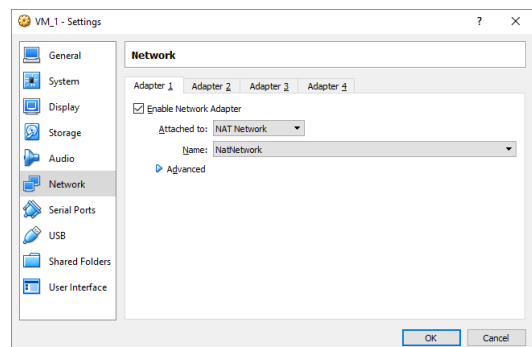 VM_1 - Settings
? ×
General
System
Display
Storage
Audio
Network
Serial Ports
USB
Shared Folders
User Interface
Network
Adapter 1 Adapter 2 Adapter 3 Adapter 4
Enable Network Adapter
Attached to: NAT Network
Name: NatNetwork
Advanced
OK Cancel